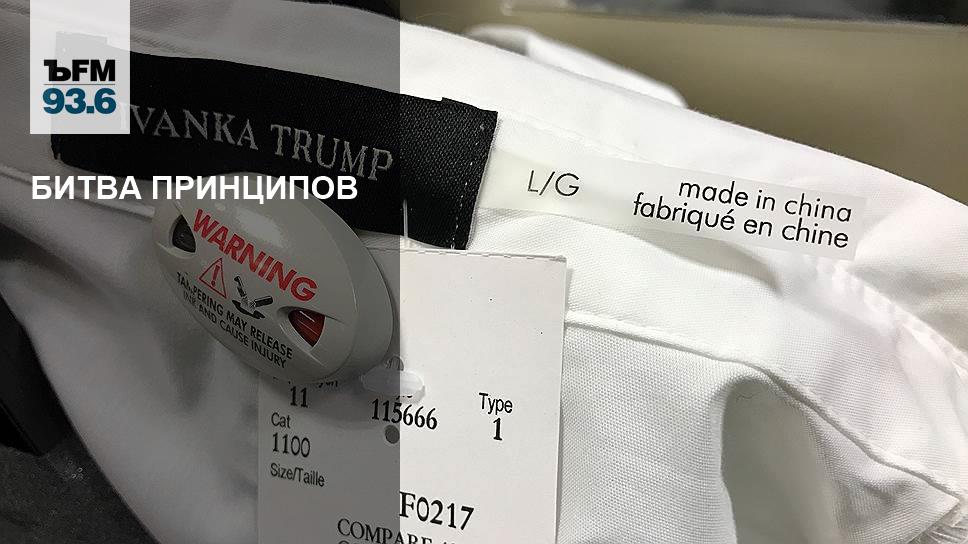 ЪFM
93.6
VANKA TRUMP
БИТВА ПРИНЦИПОВ
L/G
made in china
fabriqué en chine
WARNING
TAMPERING MAY RELEASE
INK AND CAUSE INJURY
11
115666
Type
1
Cat
1100
Size/Taille
F0217
COMPARE